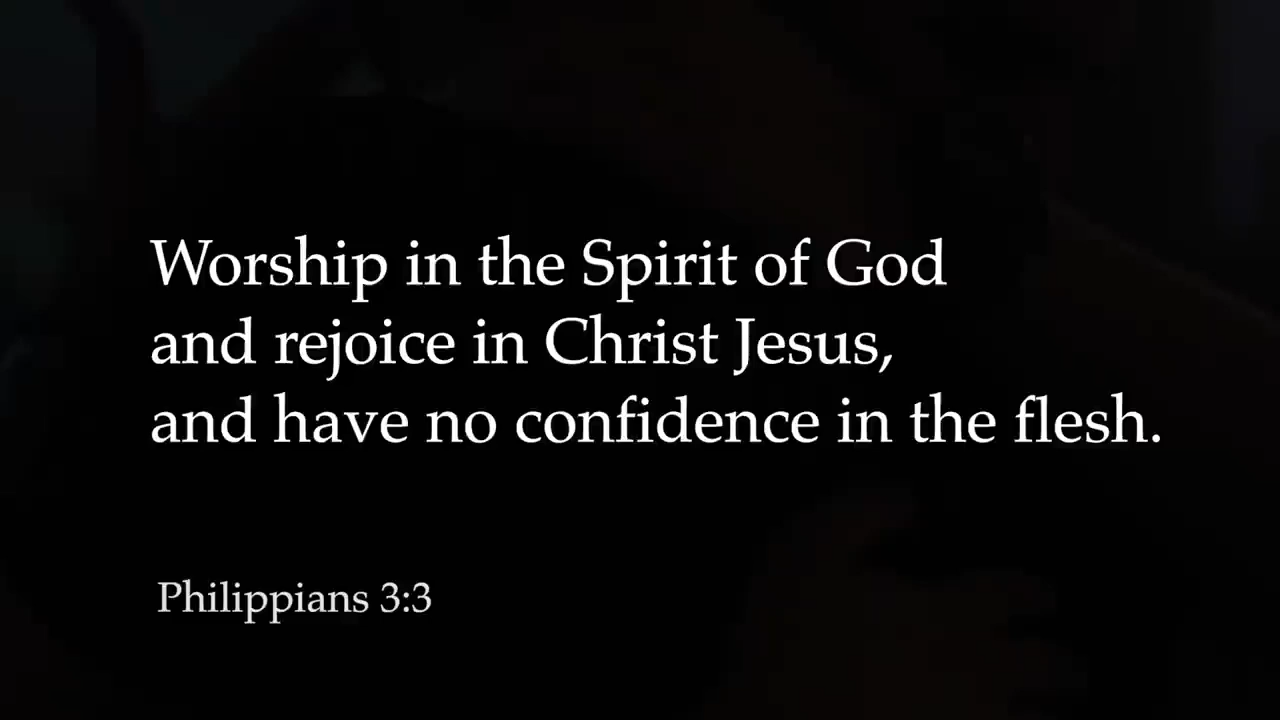 Worship in the Spirit of God
and rejoice in Christ Jesus,
and have no confidence in the flesh.
Philippians 3:3